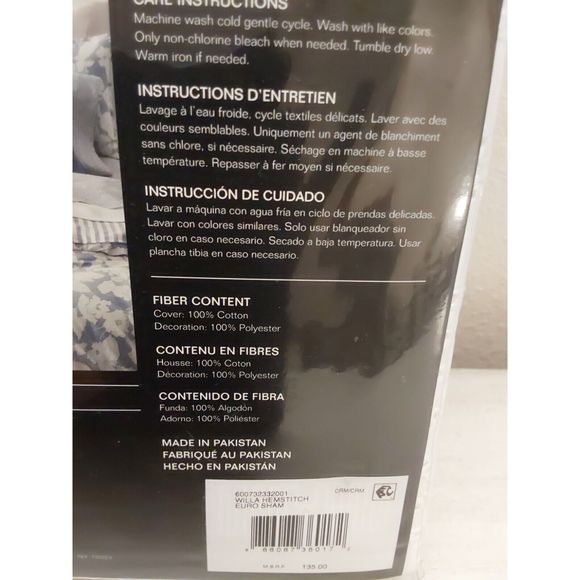 CARE INSTRUCTIONS
Machine wash cold gentle cycle. Wash with like colors.
Only non-chlorine bleach when needed. Tumble dry low.
Warm iron if needed.
INSTRUCTIONS D'ENTRETIEN
Lavage à l'eau froide, cycle textiles délicats. Laver avec des
couleurs semblables. Uniquement un agent de blanchiment
sans chlore, si nécessaire. Séchage en machine à basse
température. Repasser à fer moyen si nécessaire.
INSTRUCCIÓN DE CUIDADO
Lavar a máquina con agua fría en ciclo de prendas delicadas.
Lavar con colores similares. Solo usar blanqueador sin
cloro en caso necesario. Secado a baja temperatura. Usar
plancha tibia en caso necesario.
FIBER CONTENT
Cover: 100% Cotton
Decoration: 100% Polyester
CONTENU EN FIBRES
Housse: 100% Coton
Décoration: 100% Polyester
CONTENIDO DE FIBRA
Funda: 100% Algodón
Adorno: 100% Poliéster
MADE IN PAKISTAN
FABRIQUÉ AU PAKISTAN
HECHO EN PAKISTÁN
600732332001
WILLA HEMSTITCH
EURO SHAM
CRM/CRM
M.S.R.P. 135.00